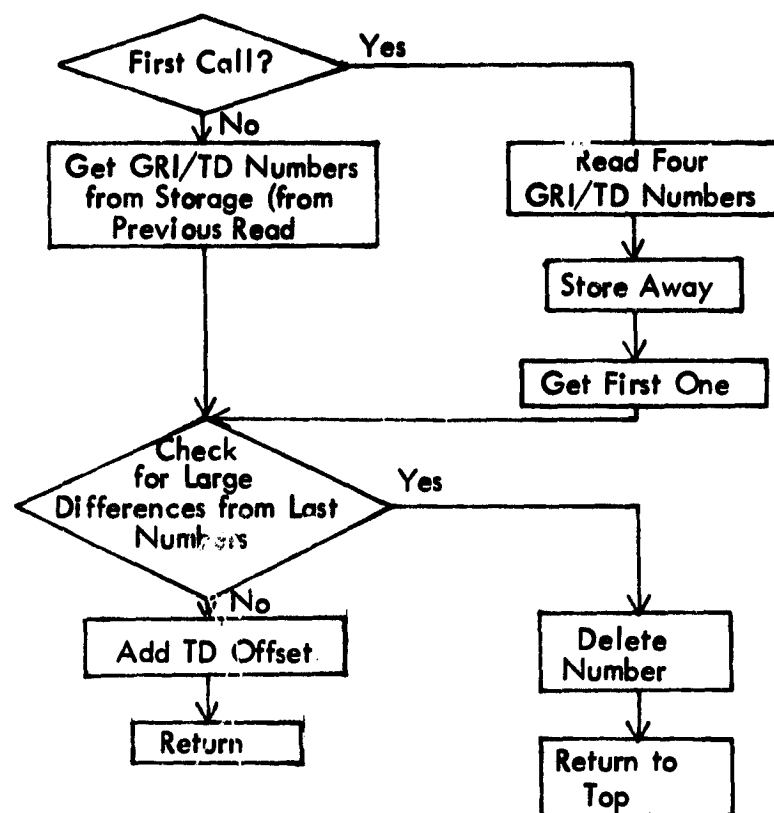 First Call?
Yes
No
Get GRI/TD Numbers
from Storage (from
Previous Read
Read Four
GRI/TD Numbers
Store Away
Get First One
Check
for Large
Differences from Last
Numbers
Yes
No
Add TD Offset
Return
Delete
Number
Return to
Top